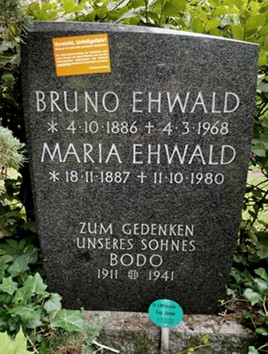 Vorsicht, Unfallgefahr!
BRUNO EHWALD
* 4·10·1886 + 4·3·1968
MARIA EHWALD
* 18·11·1887 + 11·10·1980
ZUM GEDENKEN
UNSERES SOHNES
BODO
1911 1941